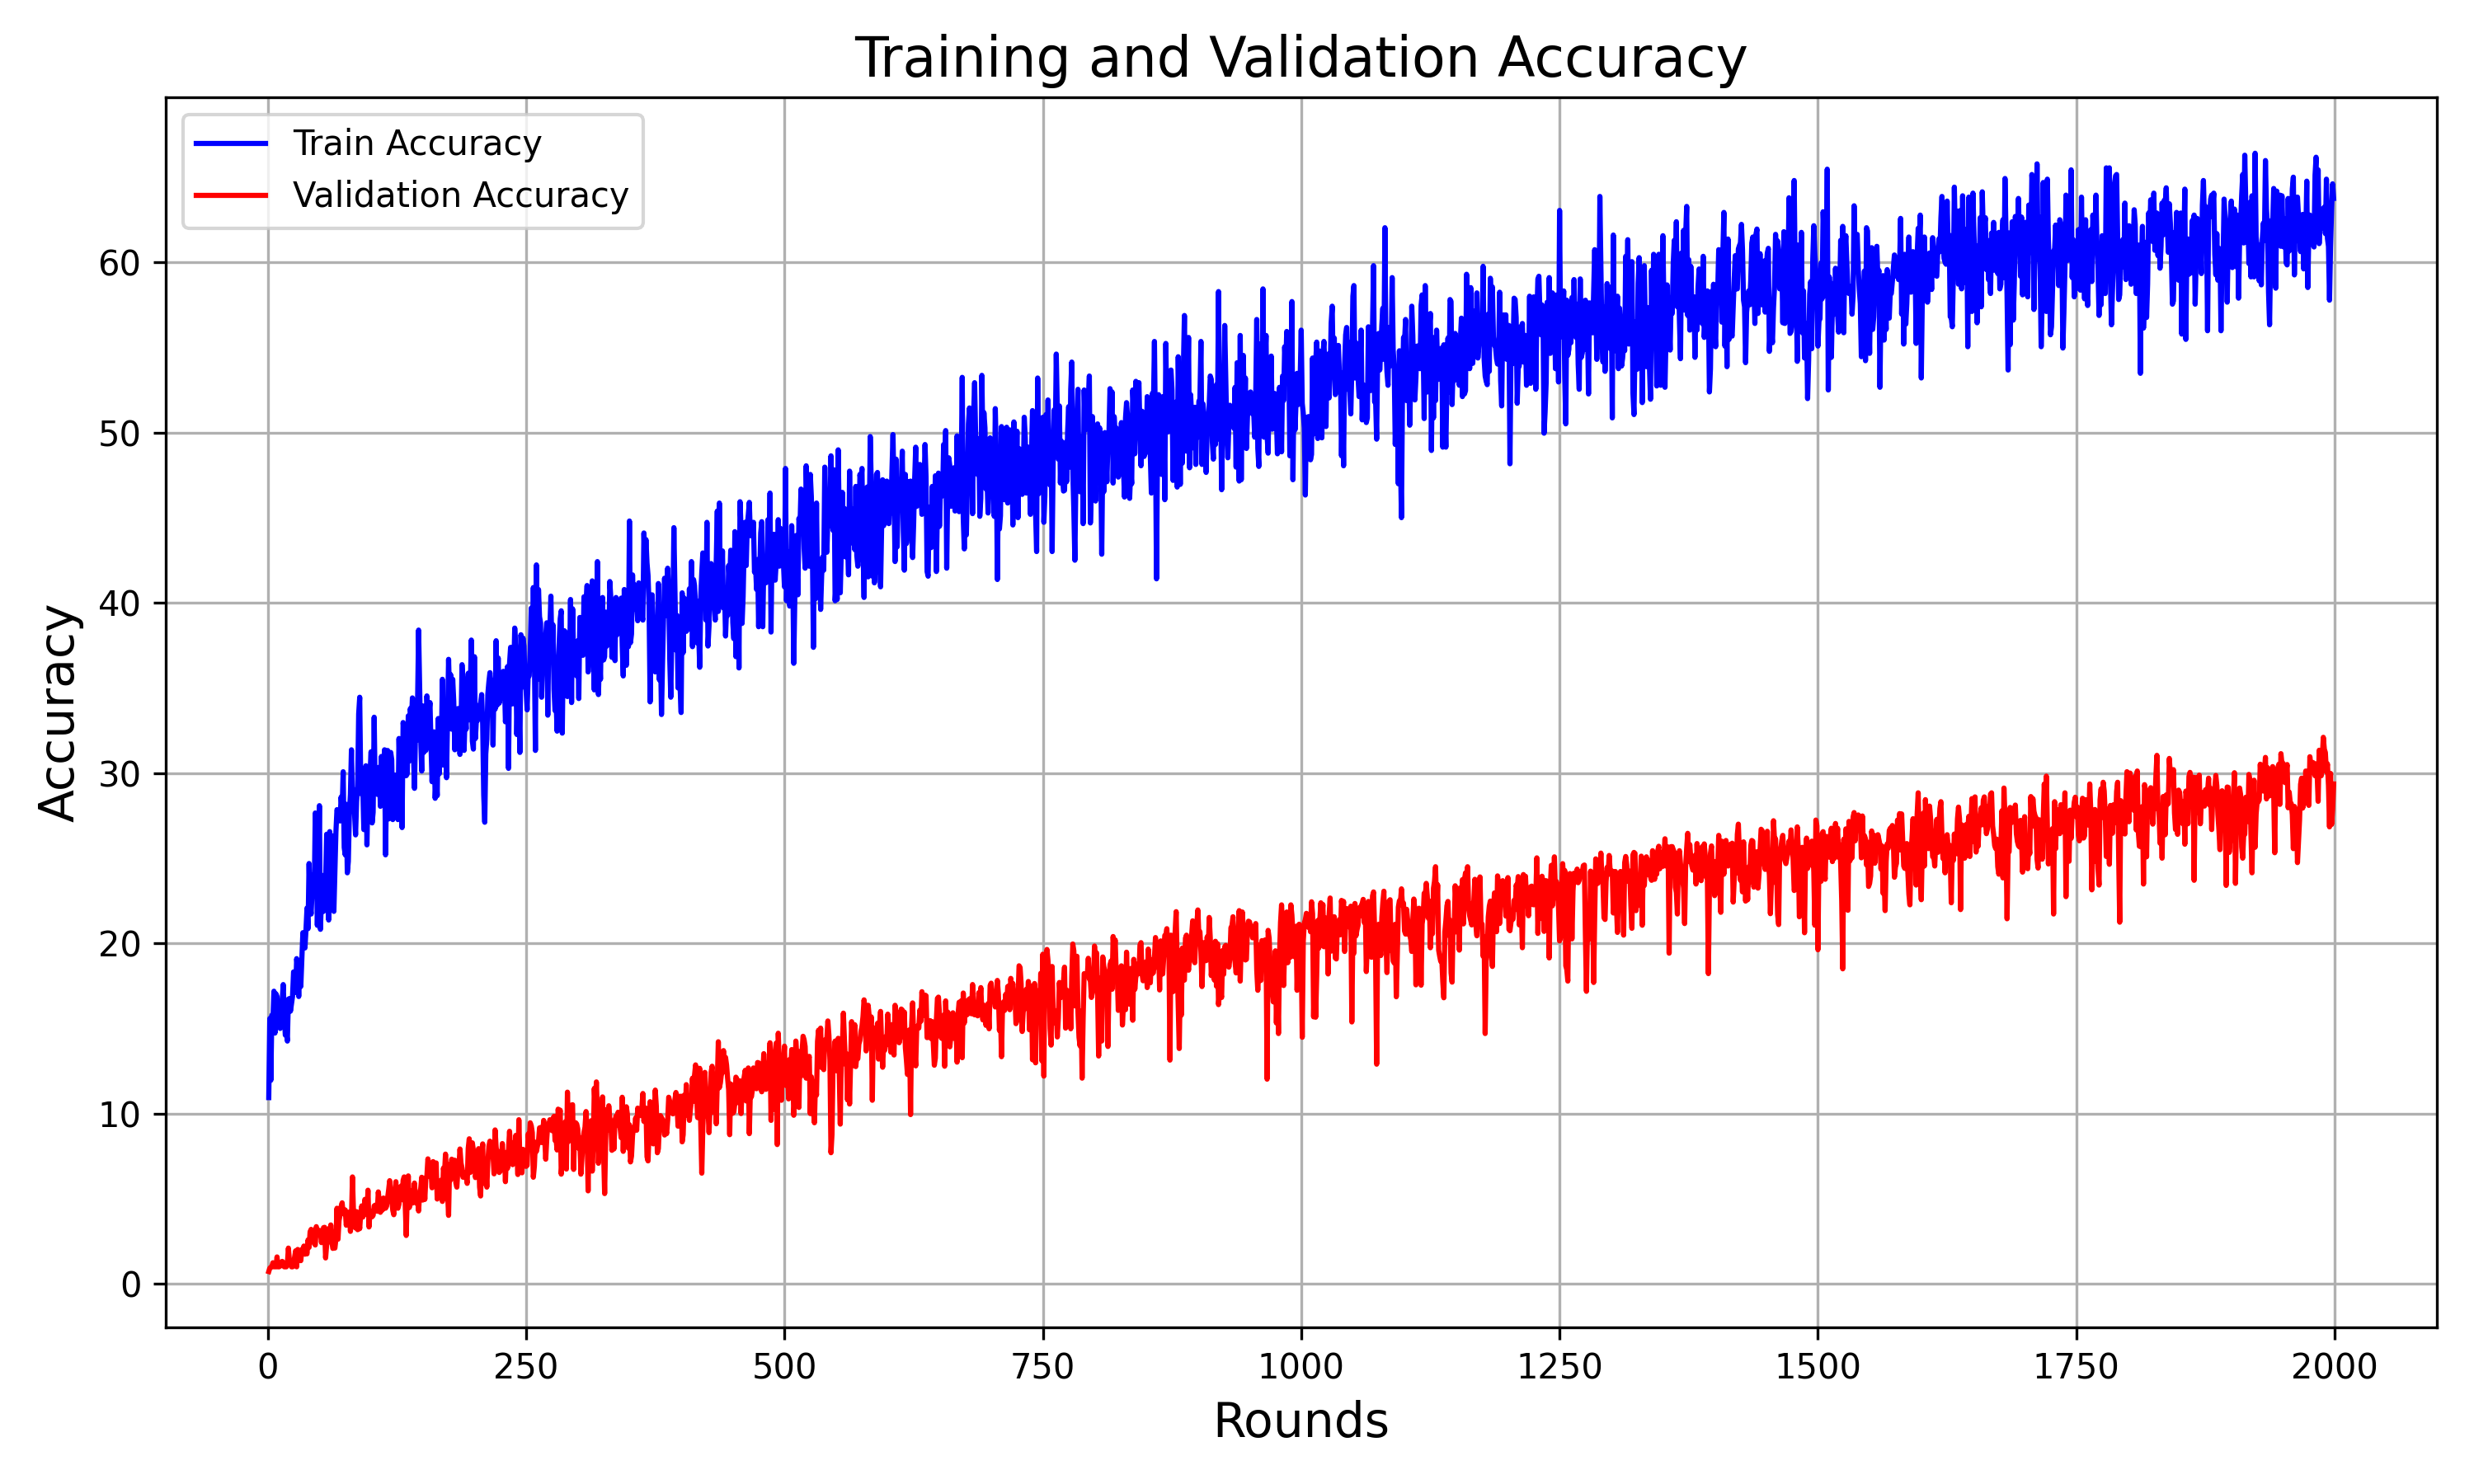 Training and Validation Accuracy
Train Accuracy
Validation Accuracy
Accuracy
60
50
40
30
20
10
0
0 250 500 750 1000 1250 1500 1750 2000
Rounds